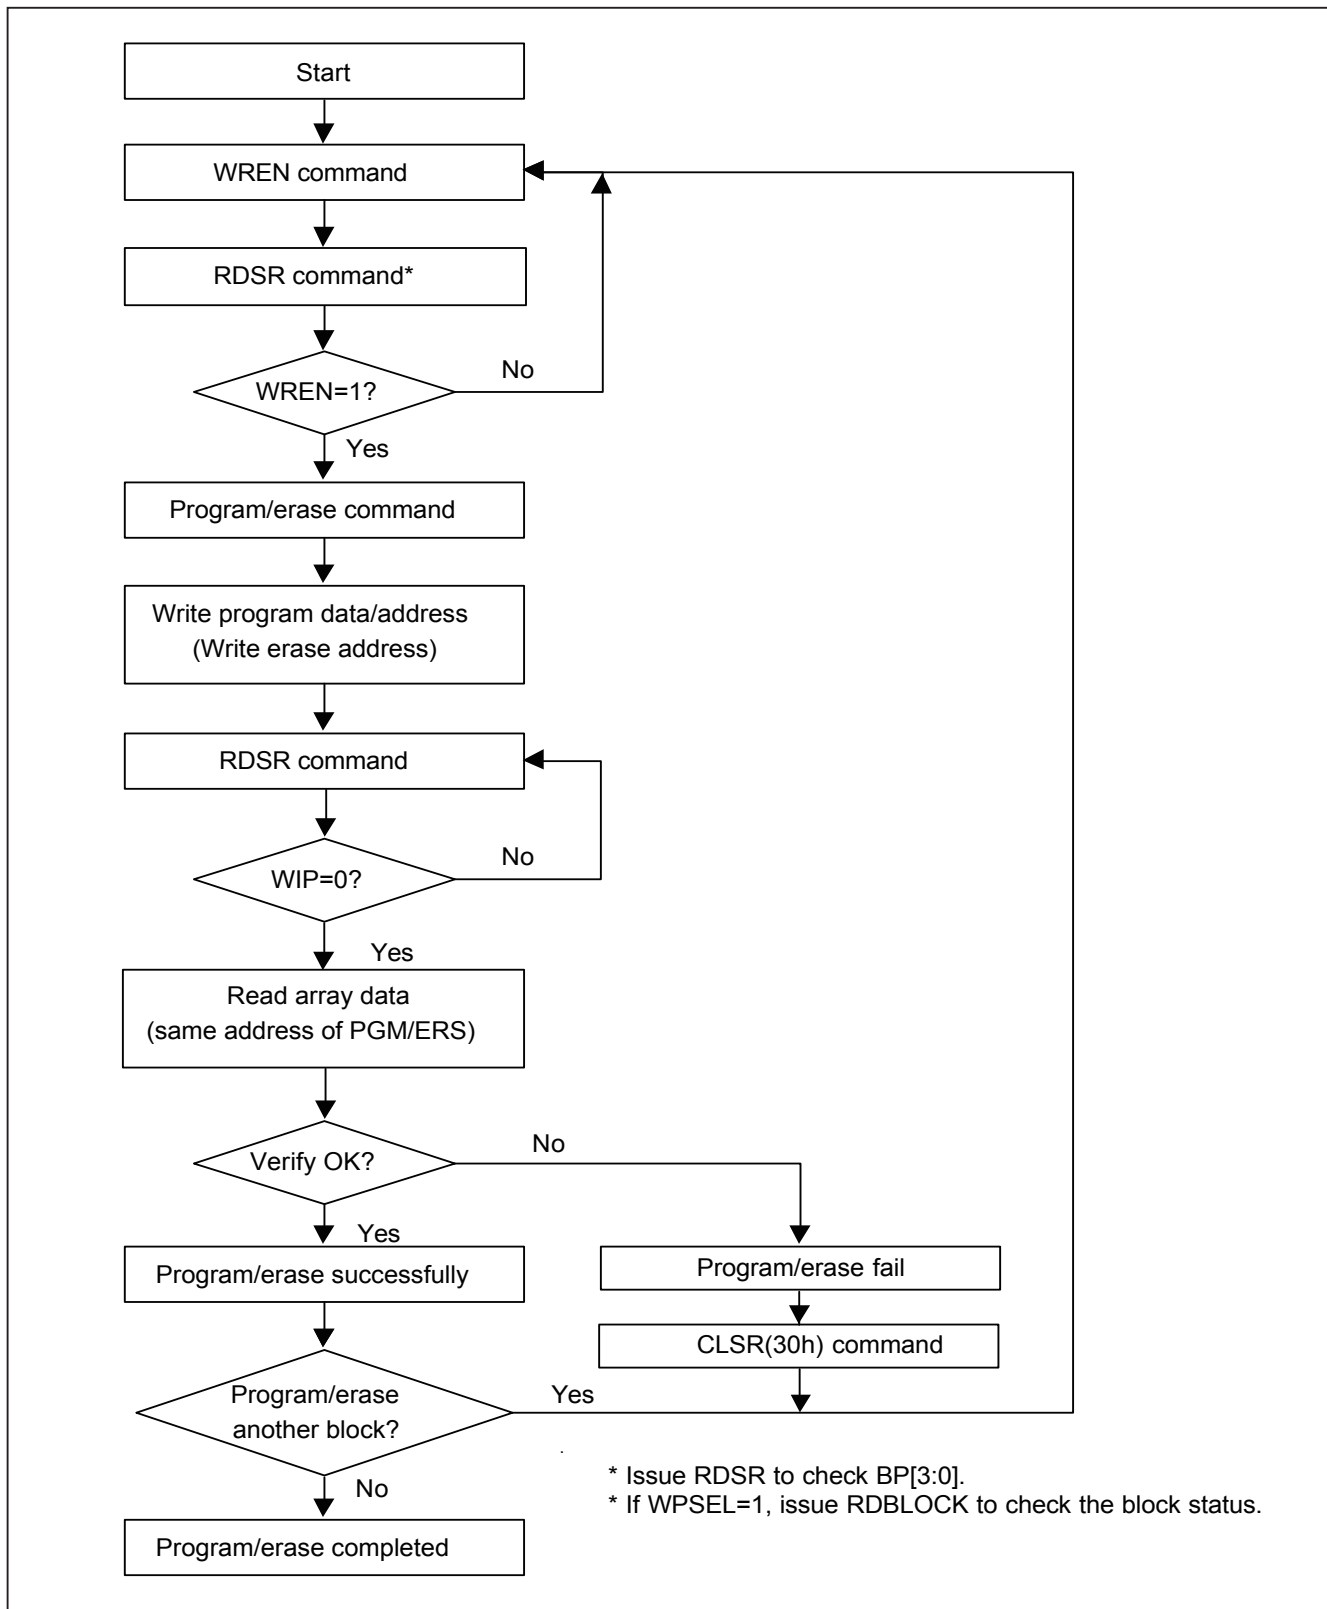 Start
WREN command
RDSR command*
WREN=1?
No
Yes
Program/erase command
Write program data/address
(Write erase address)
RDSR command
WIP=0?
No
Yes
Read array data
(same address of PGM/ERS)
Verify OK?
No
Yes
Program/erase successfully
Program/erase fail
CLSR(30h) command
Program/erase
another block?
Yes
No
* Issue RDSR to check BP[3:0].
* If WPSEL=1, issue RDBLOCK to check the block status.
Program/erase completed